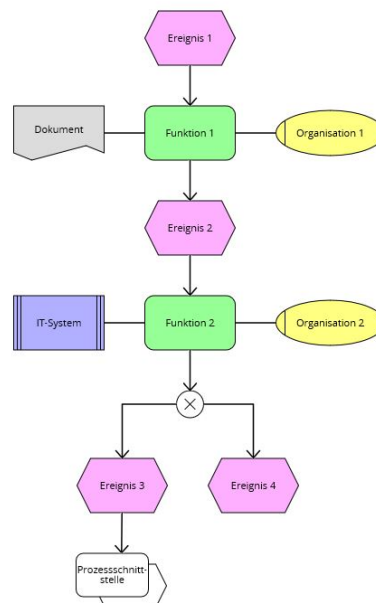 Ereignis 1
Dokument
Funktion 1
Organisation 1
Ereignis 2
IT-System
Funktion 2
Organisation 2
Ereignis 3
Ereignis 4
Prozessschnitt-
stelle